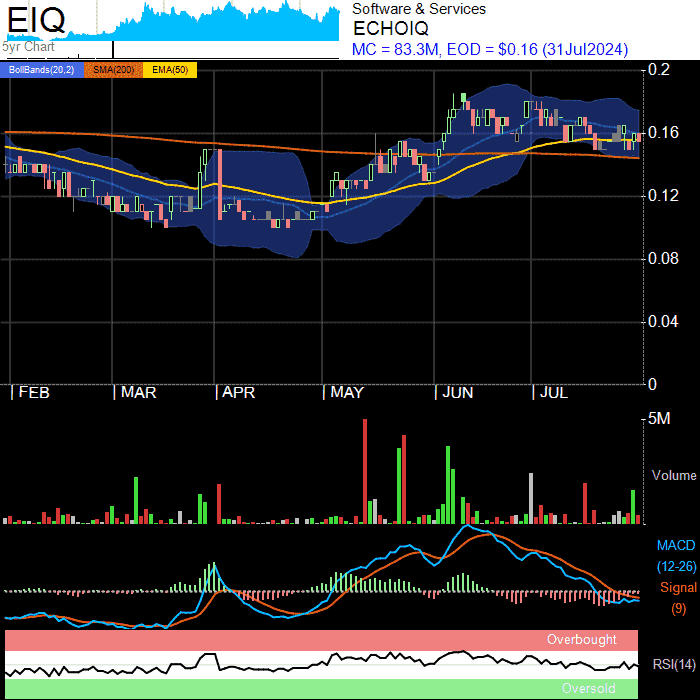 EIQ
5yr Chart
Software & Services
ECHOIQ
MC = 83.3M, EOD = $0.16 (31Jul2024)
BollBands(20,2) SMA(200) EMA(50)
0.2
0.16
0.12
0.08
0.04
0
FEB MAR APR MAY JUN JUL
5M
Volume
MACD
(12-26)
Signal
(9)
Overbought
RSI(14)
Oversold